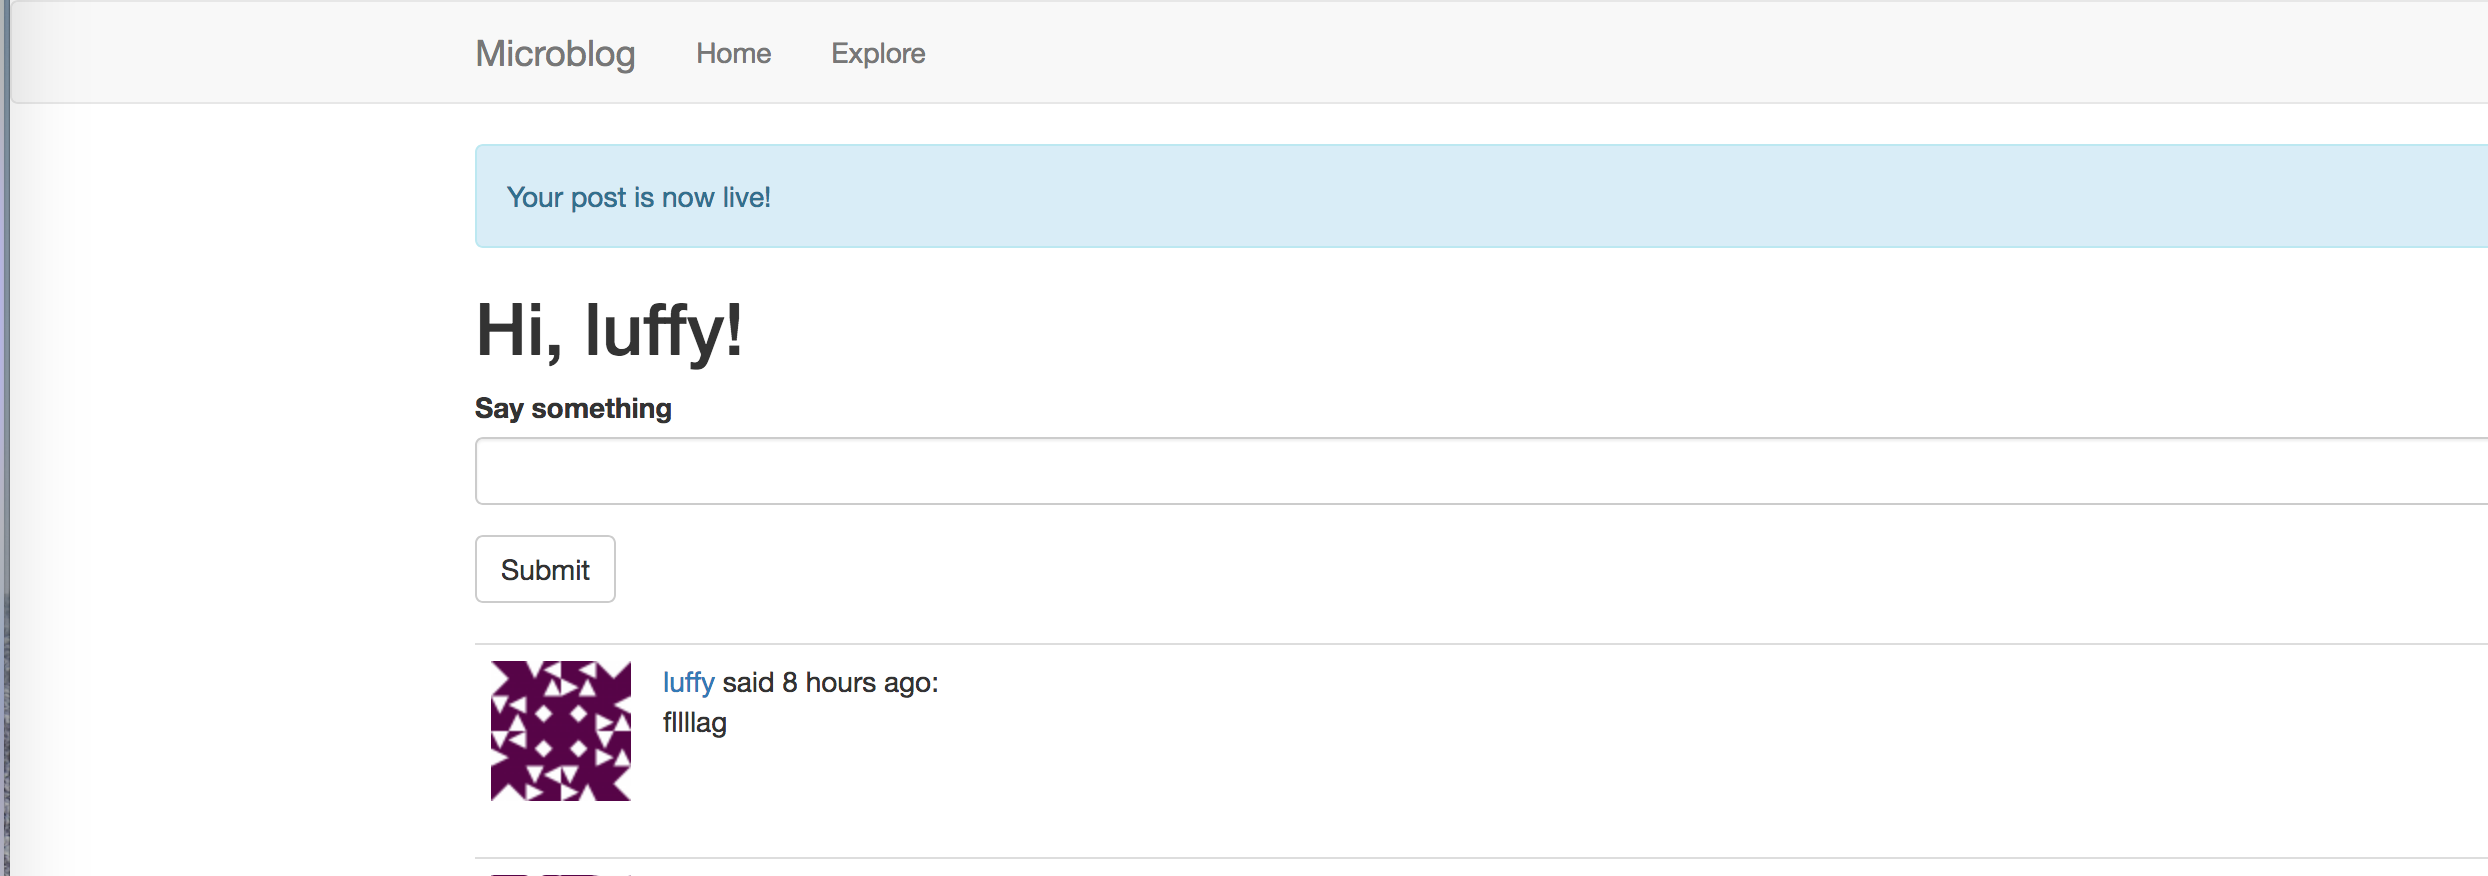 Microblog Home Explore
Your post is now live!
Hi, luffy!
Say something
Submit
luffy said 8 hours ago:
fllllag